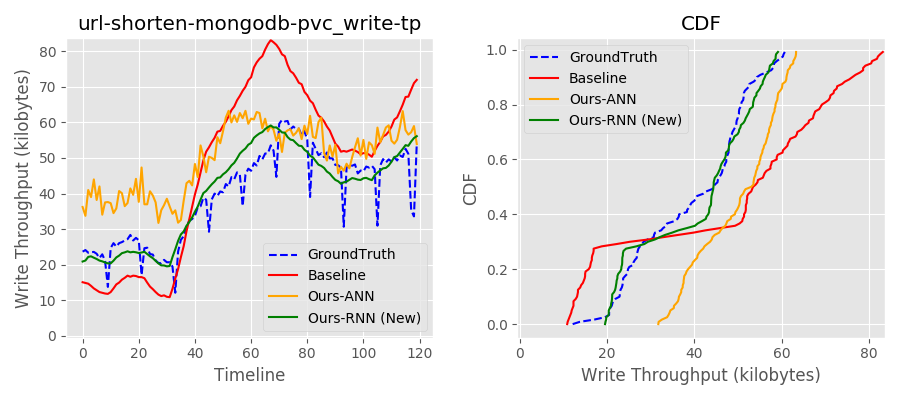 url-shorten-mongodb-pvc_write-tp
Write Throughput (kilobytes)
80
70
60
50
40
30
20
10
0
GroundTruth
Baseline
Ours-ANN
Ours-RNN (New)
0 20 40 60 80 100 120
Timeline
CDF
CDF
1.0
0.8
0.6
0.4
0.2
0.0
GroundTruth
Baseline
Ours-ANN
Ours-RNN (New)
0 20 40 60 80
Write Throughput (kilobytes)